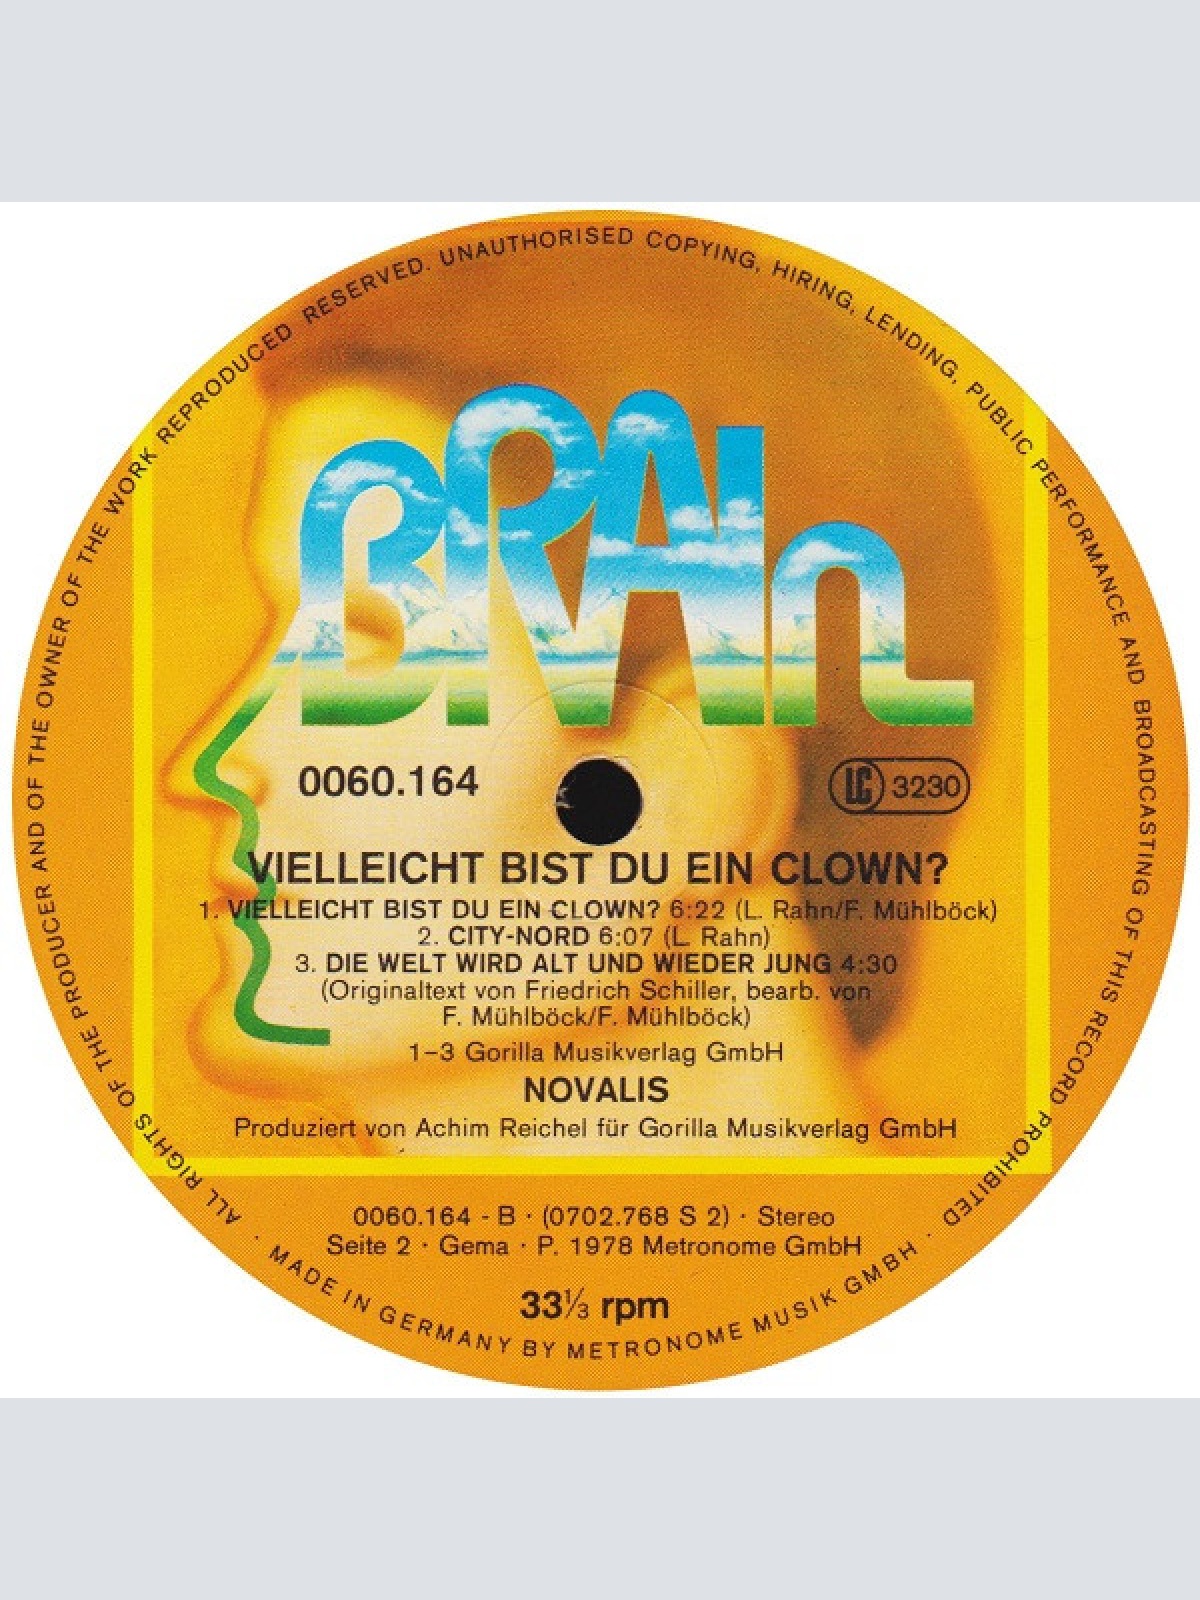 ALL RIGHTS OF THE PRODUCER AND OF THE OWNER OF THE WORK REPRODUCED RESERVED. UNAUTHORISED COPYING, HIRING, LENDING, PUBLIC PERFORMANCE AND BROADCASTING OF THIS RECORD PROHIBITED
BRAIn
0060.164
LC 3230
VIELLEICHT BIST DU EIN CLOWN?
1. VIELLEICHT BIST DU EIN CLOWN? 6:22 (L. Rahn/F. Mühlböck)
2. CITY-NORD 6:07 (L. Rahn)
3. DIE WELT WIRD ALT UND WIEDER JUNG 4:30
(Originaltext von Friedrich Schiller, bearb. von
F. Mühlböck/F. Mühlböck)
1–3 Gorilla Musikverlag GmbH
NOVALIS
Produziert von Achim Reichel für Gorilla Musikverlag GmbH
0060.164 - B · (0702.768 S 2) · Stereo
Seite 2 · Gema · P. 1978 Metronome GmbH
33⅓ rpm
· MADE IN GERMANY BY METRONOME MUSIK GMBH ·